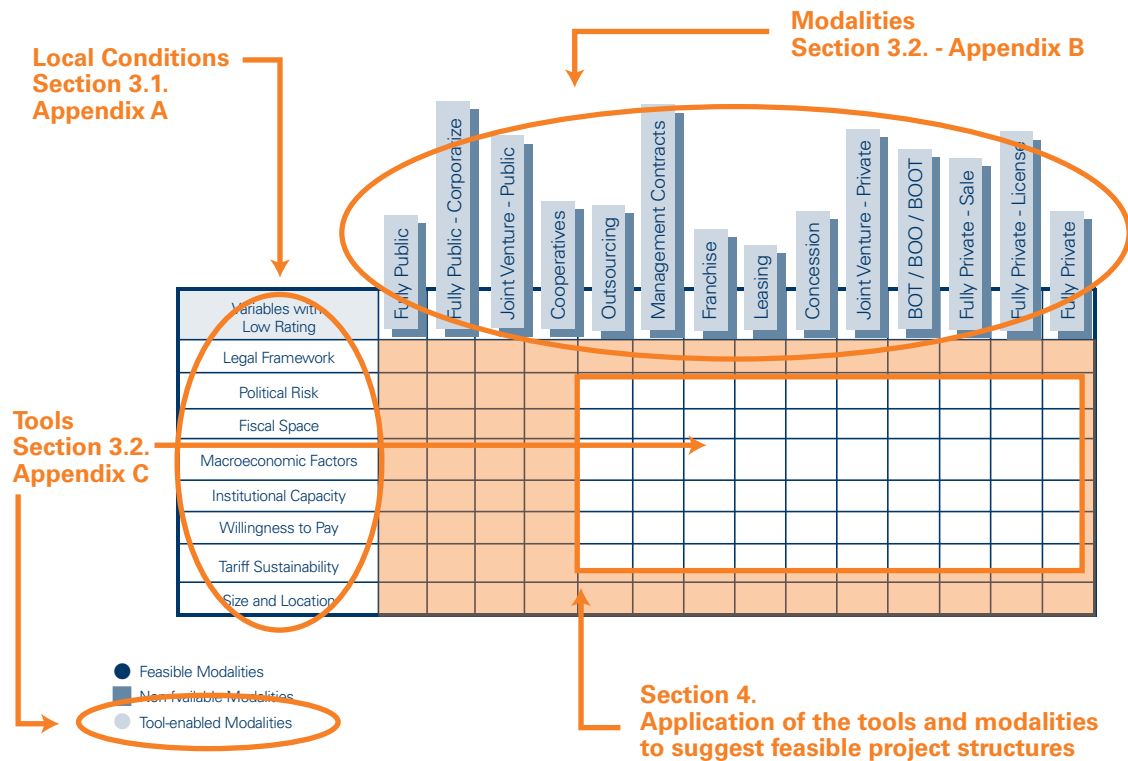 Modalities
Section 3.2. - Appendix B
Local Conditions
Section 3.1.
Appendix A
Fully Public
Fully Public - Corporatize
Joint Venture - Public
Cooperatives
Outsourcing
Management Contracts
Franchise
Leasing
Concession
Joint Venture - Private
BOT / BOO / BOOT
Fully Private - Sale
Fully Private - License
Fully Private
Variables with
Low Rating
Legal Framework
Political Risk
Fiscal Space
Macroeconomic Factors
Institutional Capacity
Willingness to Pay
Tariff Sustainability
Size and Location
Tools
Section 3.2.
Appendix C
Feasible Modalities
Modalities
Tool-enabled Modalities
Section 4.
Application of the tools and modalities
to suggest feasible project structures